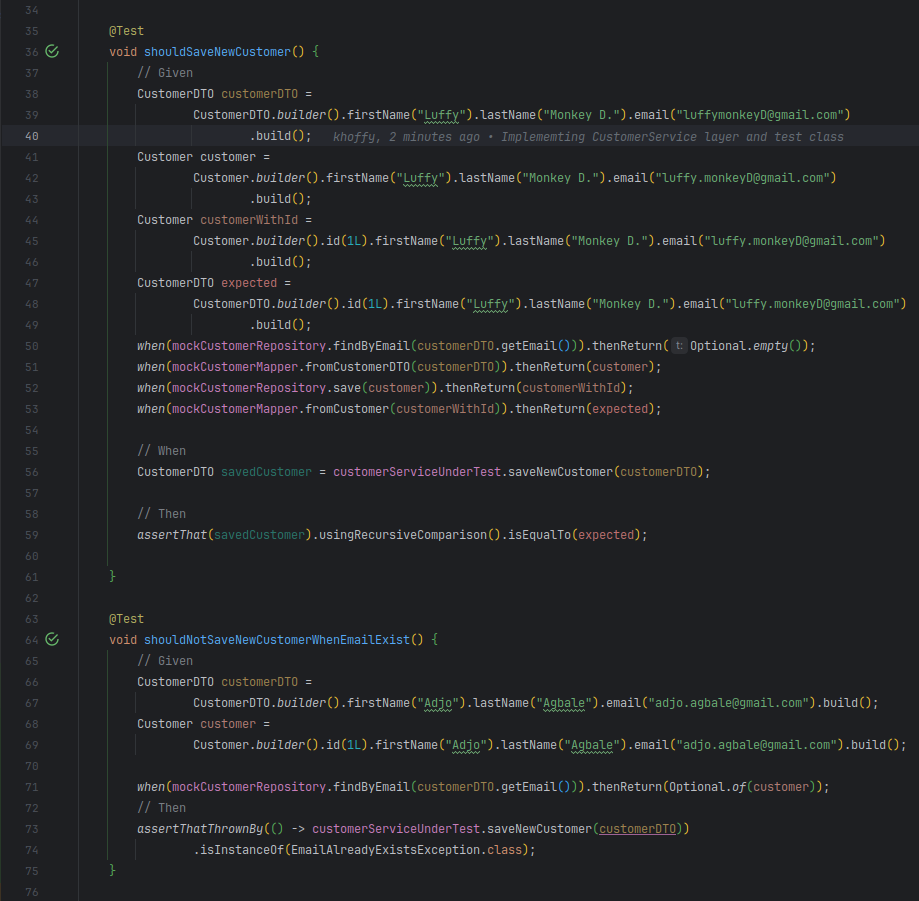 34
35 @Test
36 void shouldSaveNewCustomer() {
37 // Given
38 CustomerDTO customerDTO =
39 CustomerDTO.builder().firstName("Luffy").lastName("Monkey D.").email("luffymonkeyD@gmail.com")
40 .build(); khoffy, 2 minutes ago • Implementing CustomerService layer and test class
41 Customer customer =
42 Customer.builder().firstName("Luffy").lastName("Monkey D.").email("luffy.monkeyD@gmail.com")
43 .build();
44 Customer customerWithId =
45 Customer.builder().id(1L).firstName("Luffy").lastName("Monkey D.").email("luffy.monkeyD@gmail.com")
46 .build();
47 CustomerDTO expected =
48 CustomerDTO.builder().id(1L).firstName("Luffy").lastName("Monkey D.").email("luffy.monkeyD@gmail.com")
49 .build();
50 when(mockCustomerRepository.findByEmail(customerDTO.getEmail())).thenReturn( t: Optional.empty());
51 when(mockCustomerMapper.fromCustomerDTO(customerDTO)).thenReturn(customer);
52 when(mockCustomerRepository.save(customer)).thenReturn(customerWithId);
53 when(mockCustomerMapper.fromCustomer(customerWithId)).thenReturn(expected);
54
55 // When
56 CustomerDTO savedCustomer = customerServiceUnderTest.saveNewCustomer(customerDTO);
57
58 // Then
59 assertThat(savedCustomer).usingRecursiveComparison().isEqualTo(expected);
60
61 }
62
63 @Test
64 void shouldNotSaveNewCustomerWhenEmailExist() {
65 // Given
66 CustomerDTO customerDTO =
67 CustomerDTO.builder().firstName("Adjo").lastName("Agbale").email("adjo.agbale@gmail.com").build();
68 Customer customer =
69 Customer.builder().id(1L).firstName("Adjo").lastName("Agbale").email("adjo.agbale@gmail.com").build();
70
71 when(mockCustomerRepository.findByEmail(customerDTO.getEmail())).thenReturn(Optional.of(customer));
72 // Then
73 assertThatThrownBy(() -> customerServiceUnderTest.saveNewCustomer(customerDTO))
74 .isInstanceOf(EmailAlreadyExistsException.class);
75 }
76